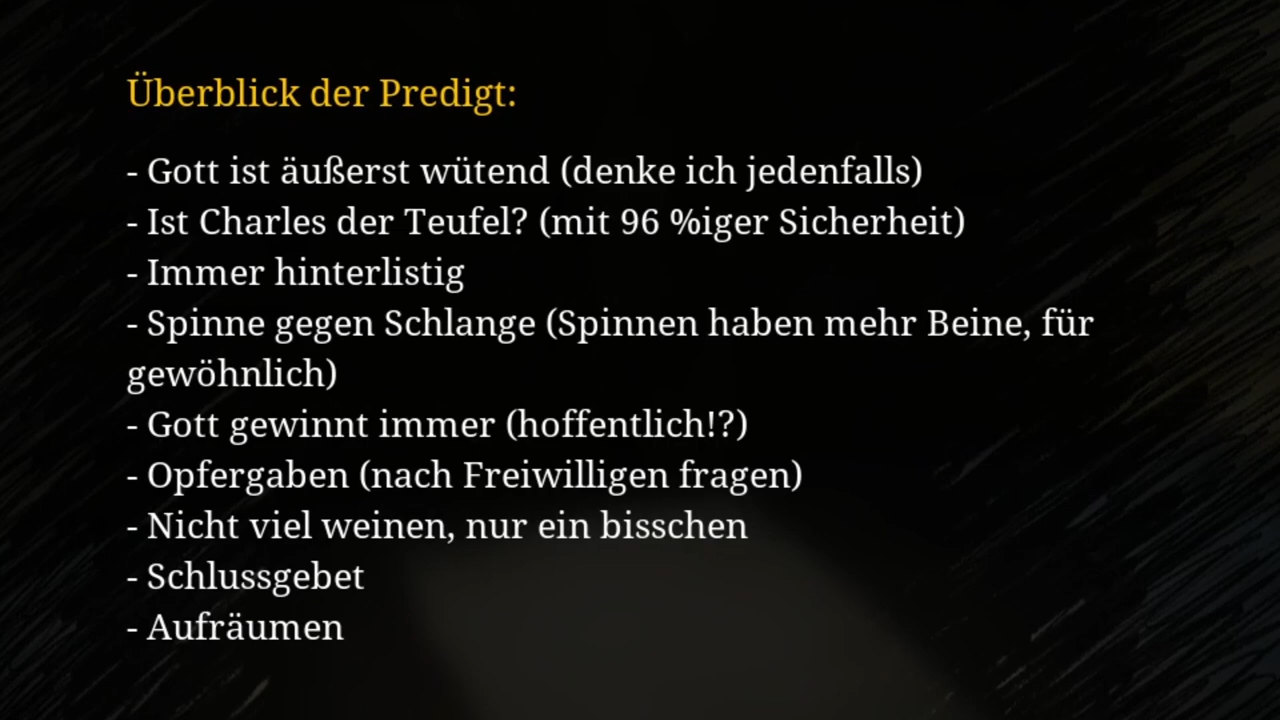 Überblick der Predigt:
- Gott ist äußerst wütend (denke ich jedenfalls)
- Ist Charles der Teufel? (mit 96 %iger Sicherheit)
- Immer hinterlistig
- Spinne gegen Schlange (Spinnen haben mehr Beine, für
gewöhnlich)
- Gott gewinnt immer (hoffentlich!?)
- Opfergaben (nach Freiwilligen fragen)
- Nicht viel weinen, nur ein bisschen
- Schlussgebet
- Aufräumen